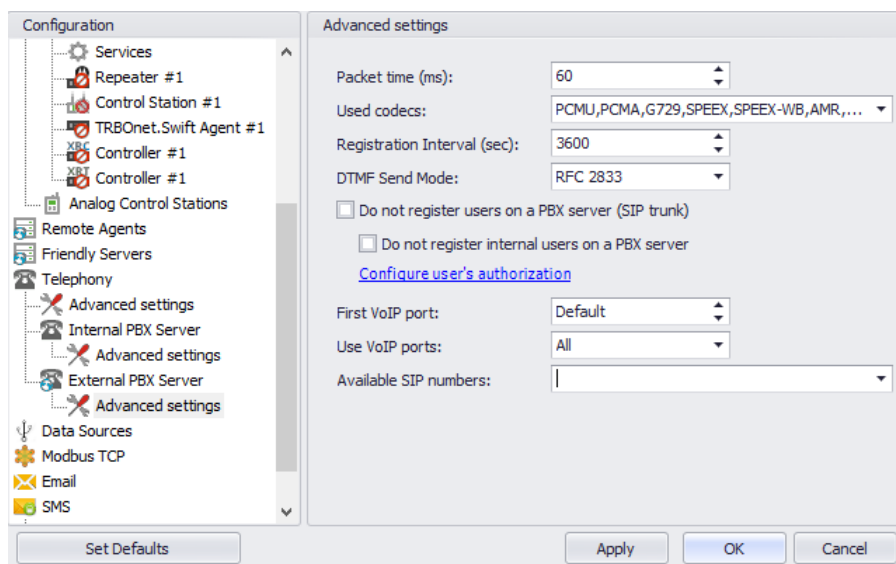 Configuration
Services
Repeater #1
Control Station #1
TRBOnet.Swift Agent #1
XRC
Controller #1
XRT
Controller #1
Analog Control Stations
Remote Agents
Friendly Servers
Telephony
Advanced settings
Internal PBX Server
Advanced settings
External PBX Server
Advanced settings
Data Sources
Modbus TCP
Email
SMS
Set Defaults
Advanced settings
Packet time (ms): 60
Used codecs: PCMU,PCMA,G729,SPEEX,SPEEX-WB,AMR,...
Registration Interval (sec): 3600
DTMF Send Mode: RFC 2833
Do not register users on a PBX server (SIP trunk)
Do not register internal users on a PBX server
Configure user's authorization
First VoIP port: Default
Use VoIP ports: All
Available SIP numbers:
Apply OK Cancel